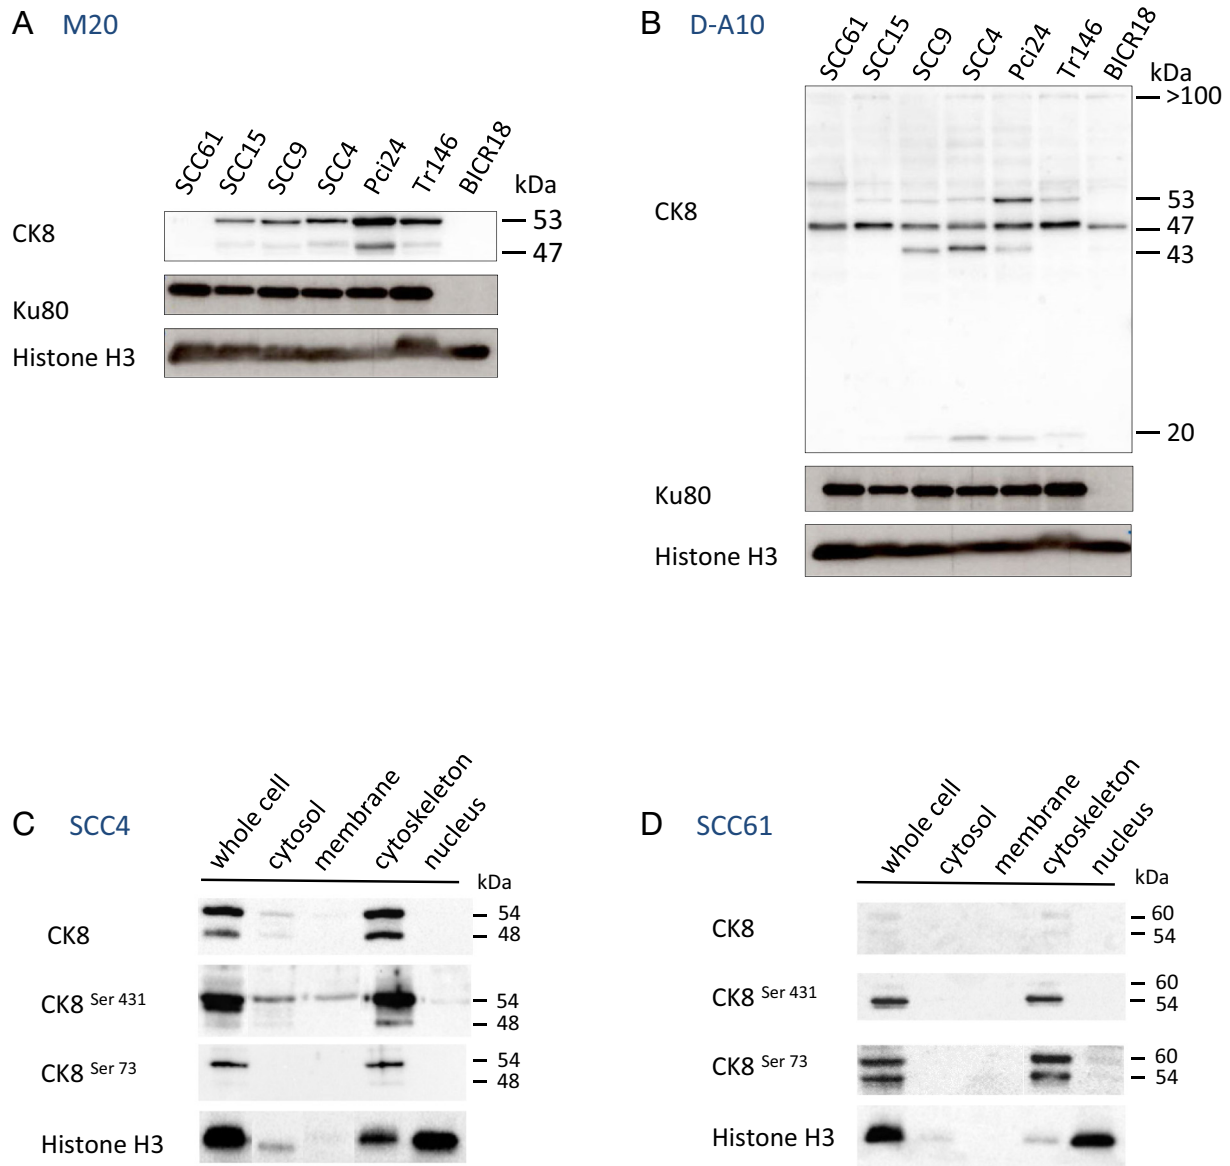 A M20
SCC61 SCC15 SCC9 SCC4 Pci24 Tr146 BICR18
kDa
CK8
53
47
Ku80
Histone H3
B D-A10
SCC61 SCC15 SCC9 SCC4 Pci24 Tr146 BICR18
kDa
>100
CK8
53
47
43
20
Ku80
Histone H3
C SCC4
whole cell cytosol membrane cytoskeleton nucleus
kDa
CK8
54
48
CK8 Ser 431
54
48
CK8 Ser 73
54
48
Histone H3
D SCC61
whole cell cytosol membrane cytoskeleton nucleus
kDa
CK8
60
54
CK8 Ser 431
60
54
CK8 Ser 73
60
54
Histone H3